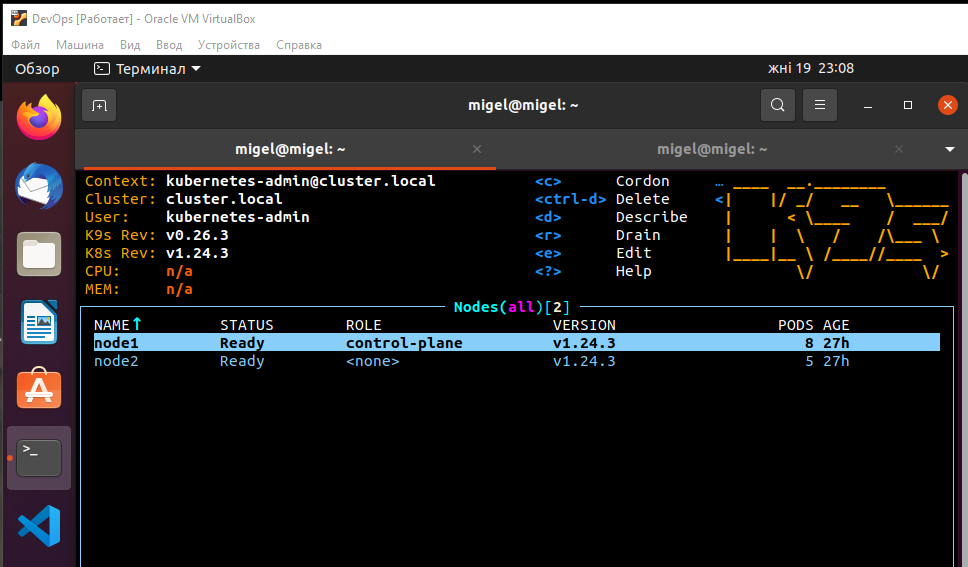 DevOps [Работает] - Oracle VM VirtualBox
Файл Машина Вид Ввод Устройства Справка
Обзор Терминал жні 19 23:08
migel@migel: ~
migel@migel: ~ × migel@migel: ~ ×
Context: kubernetes-admin@cluster.local <c> Cordon …
Cluster: cluster.local <ctrl-d> Delete <
User: kubernetes-admin <d> Describe
K9s Rev: v0.26.3 <r> Drain
K8s Rev: v1.24.3 <e> Edit
CPU: n/a <?> Help
MEM: n/a
K9s
Nodes(all)[2]
NAME↑ STATUS ROLE VERSION PODS AGE
node1 Ready control-plane v1.24.3 8 27h
node2 Ready <none> v1.24.3 5 27h